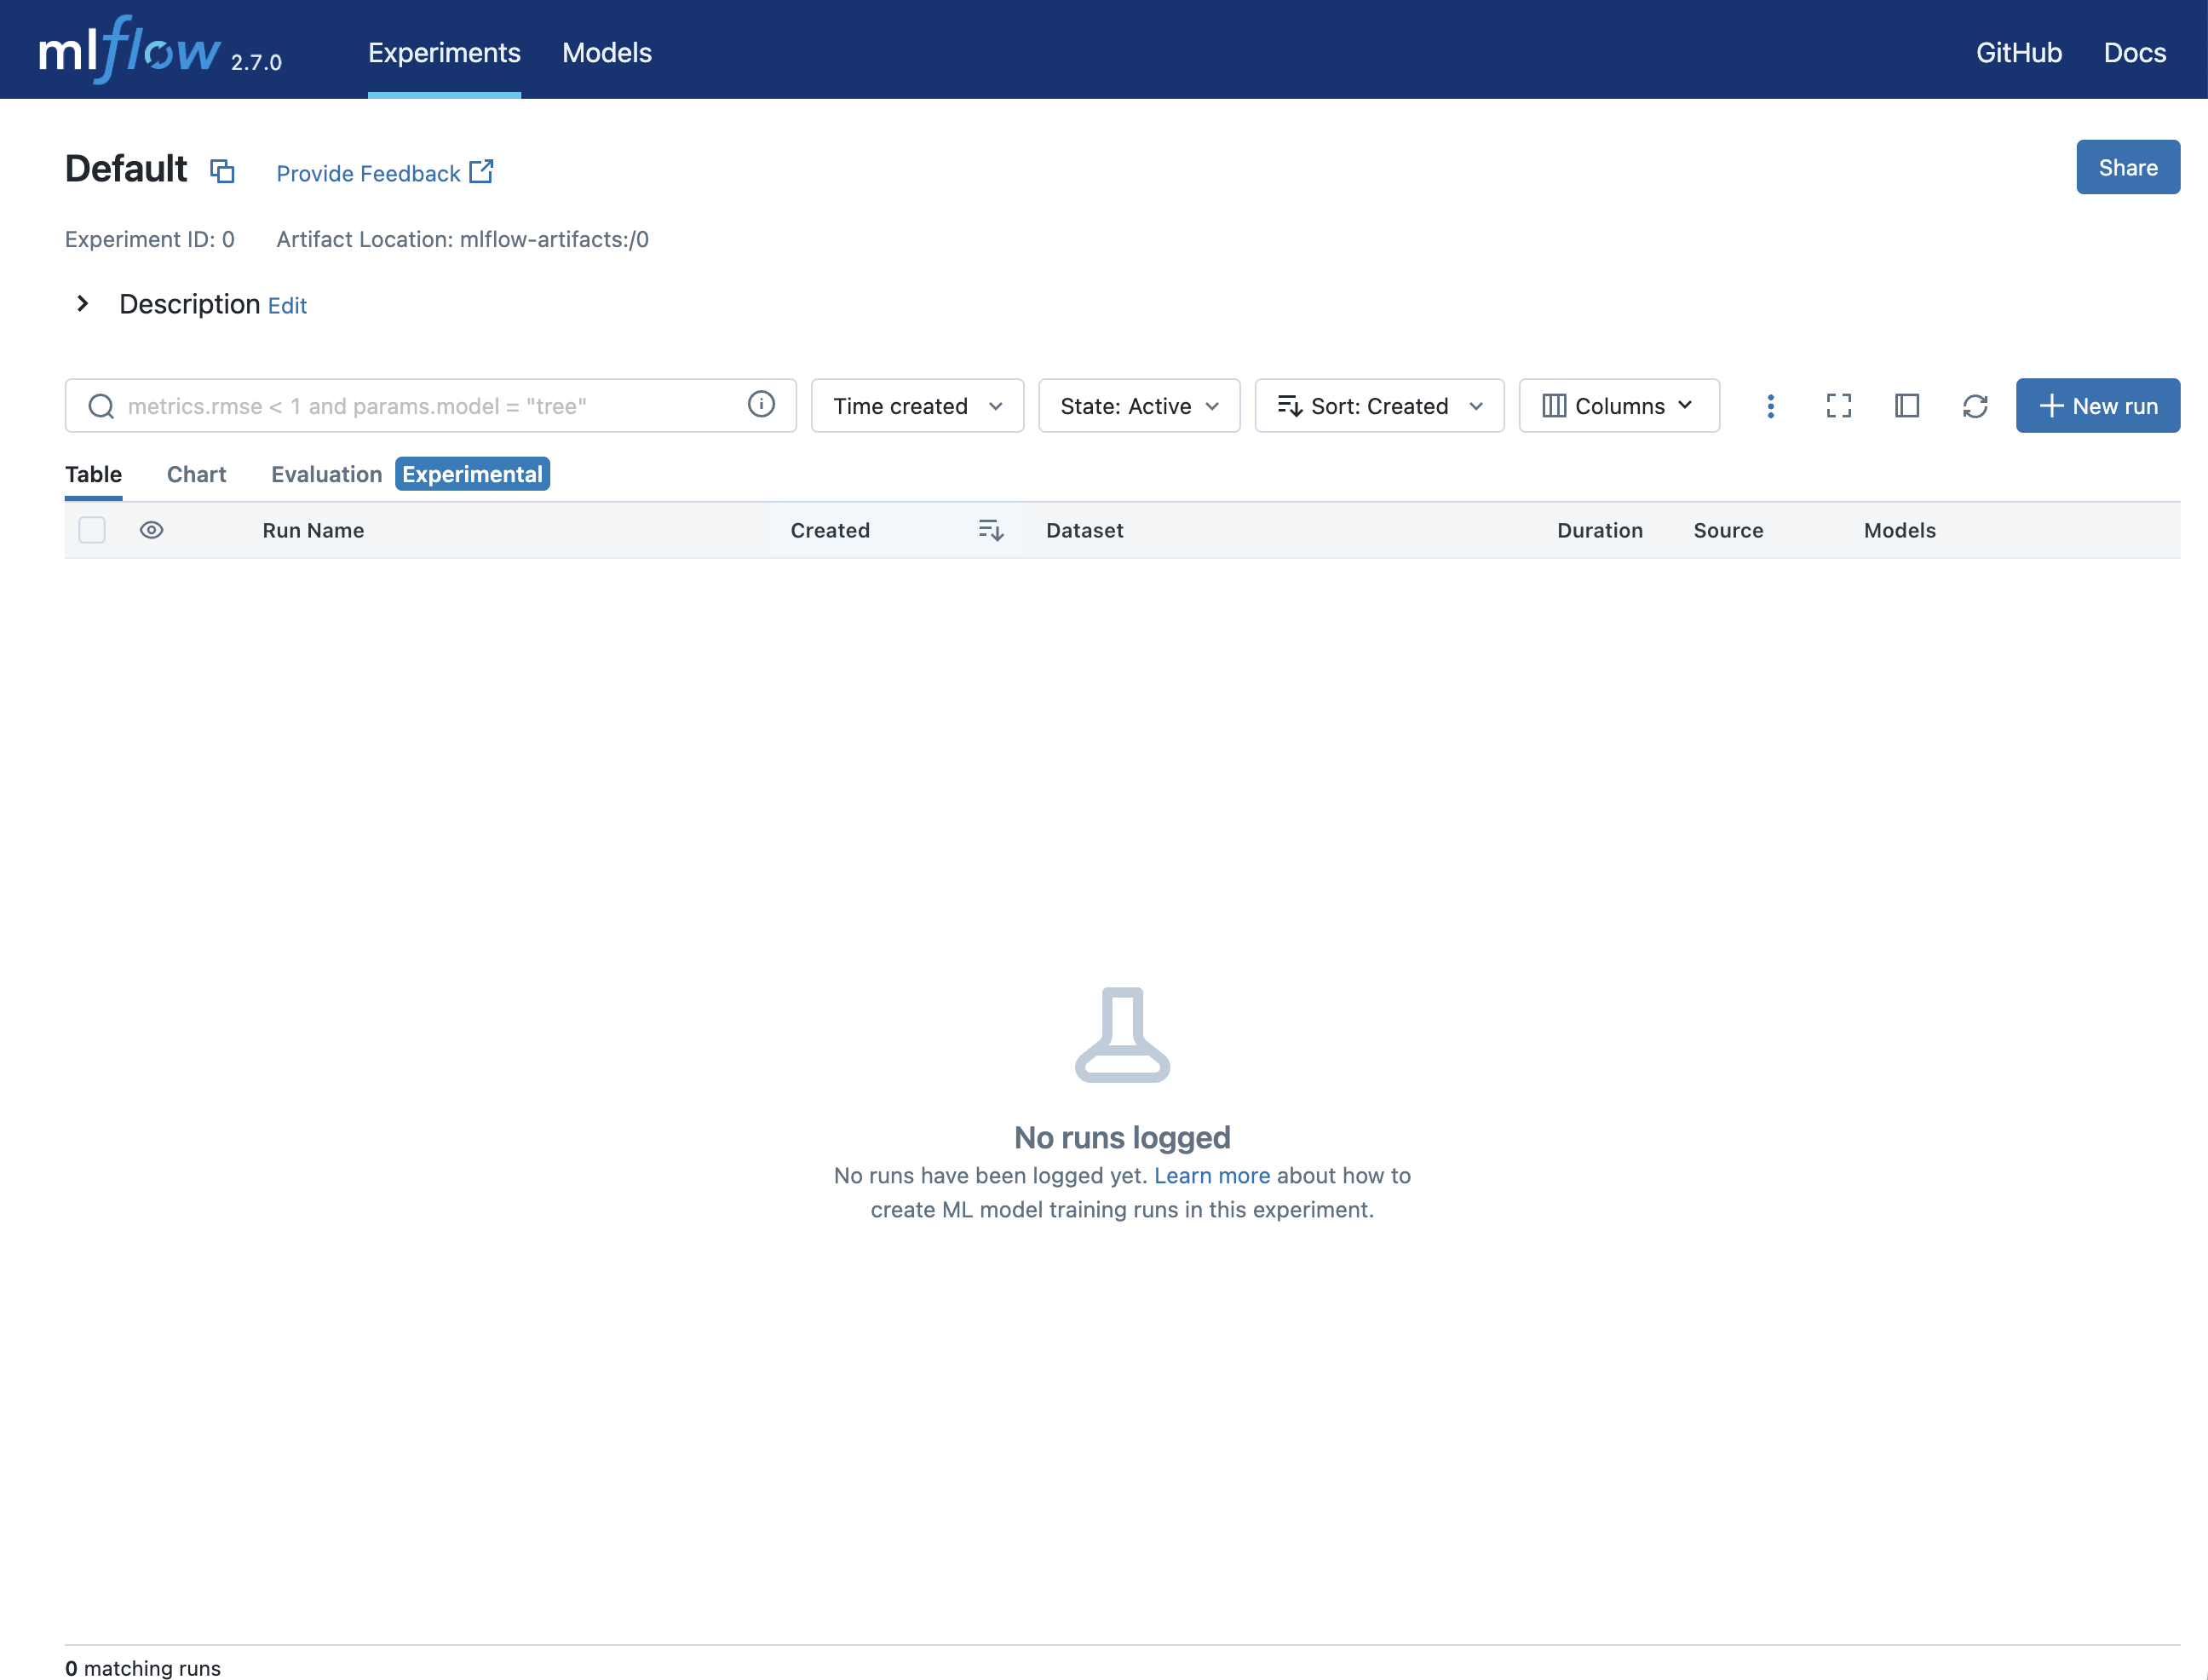 mlflow 2.7.0 Experiments Models GitHub Docs
Default Provide Feedback Share
Experiment ID: 0 Artifact Location: mlflow-artifacts:/0
Description Edit
metrics.rmse < 1 and params.model = "tree" Time created State: Active Sort: Created Columns New run
Table Chart Evaluation Experimental
Run Name Created Dataset Duration Source Models
No runs logged
No runs have been logged yet. Learn more about how to
create ML model training runs in this experiment.
0 matching runs